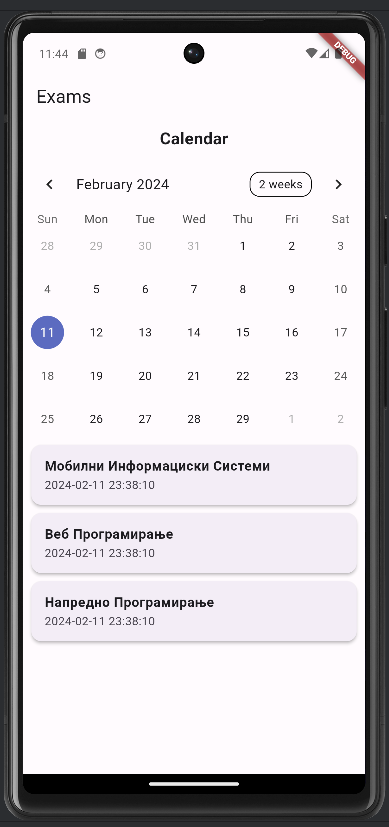 11:44
DEBUG
Exams
Calendar
February 2024 2 weeks
Sun Mon Tue Wed Thu Fri Sat
28 29 30 31 1 2 3
4 5 6 7 8 9 10
11 12 13 14 15 16 17
18 19 20 21 22 23 24
25 26 27 28 29 1 2
Мобилни Информациски Системи
2024-02-11 23:38:10
Веб Програмирање
2024-02-11 23:38:10
Напредно Програмирање
2024-02-11 23:38:10